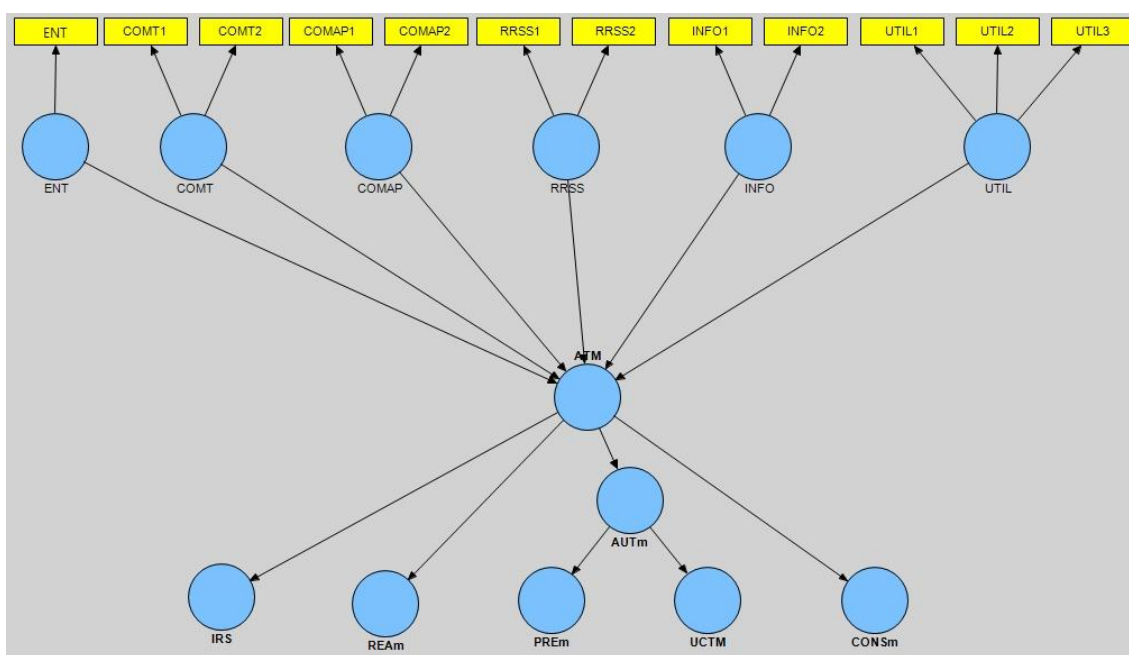 ENT COMT1 COMT2 COMAP1 COMAP2 RRSS1 RRSS2 INFO1 INFO2 UTIL1 UTIL2 UTIL3
ENT COMT COMAP RRSS INFO UTIL
ATM
AUTm
IRS REAm PREm UCTM CONSm